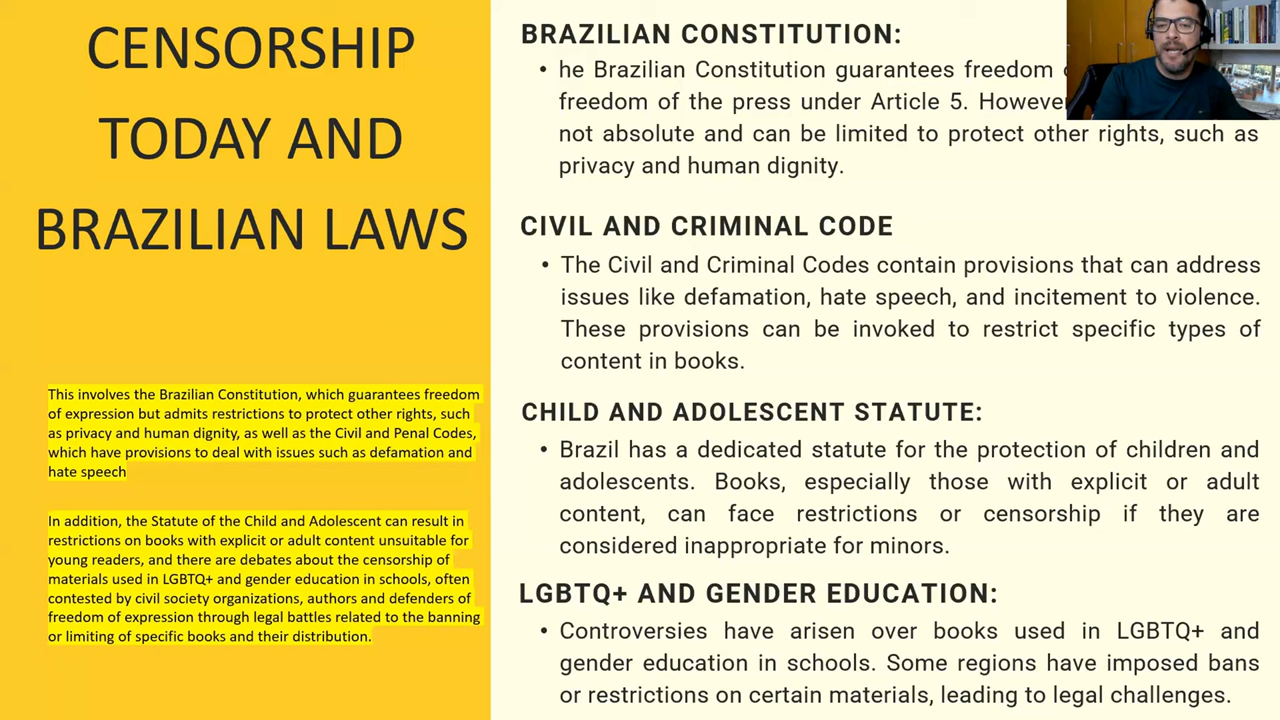 CENSORSHIP
TODAY AND
BRAZILIAN LAWS
This involves the Brazilian Constitution, which guarantees freedom
of expression but admits restrictions to protect other rights, such
as privacy and human dignity, as well as the Civil and Penal Codes,
which have provisions to deal with issues such as defamation and
hate speech
In addition, the Statute of the Child and Adolescent can result in
restrictions on books with explicit or adult content unsuitable for
young readers, and there are debates about the censorship of
materials used in LGBTQ+ and gender education in schools, often
contested by civil society organizations, authors and defenders of
freedom of expression through legal battles related to the banning
or limiting of specific books and their distribution.
BRAZILIAN CONSTITUTION:
• he Brazilian Constitution guarantees freedom
freedom of the press under Article 5. However
not absolute and can be limited to protect other rights, such as
privacy and human dignity.
CIVIL AND CRIMINAL CODE
• The Civil and Criminal Codes contain provisions that can address
issues like defamation, hate speech, and incitement to violence.
These provisions can be invoked to restrict specific types of
content in books.
CHILD AND ADOLESCENT STATUTE:
• Brazil has a dedicated statute for the protection of children and
adolescents. Books, especially those with explicit or adult
content, can face restrictions or censorship if they are
considered inappropriate for minors.
LGBTQ+ AND GENDER EDUCATION:
• Controversies have arisen over books used in LGBTQ+ and
gender education in schools. Some regions have imposed bans
or restrictions on certain materials, leading to legal challenges.